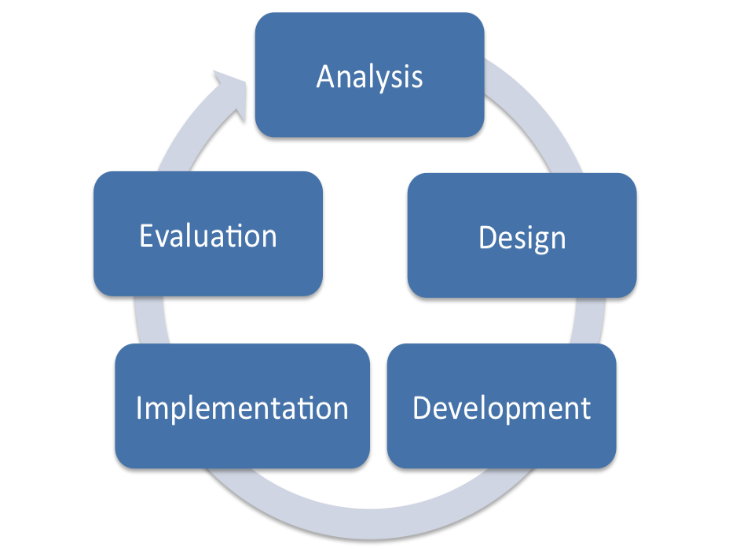 Analysis
Evaluation
Design
Implementation
Development